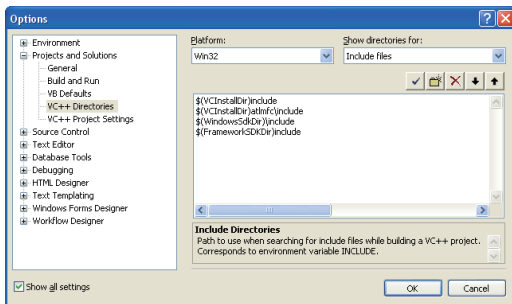 Options
Environment
Projects and Solutions
General
Build and Run
VB Defaults
VC++ Directories
VC++ Project Settings
Source Control
Text Editor
Database Tools
Debugging
HTML Designer
Text Templating
Windows Forms Designer
Workflow Designer
Show all settings
Platform:
Win32
Show directories for:
Include files
$(VCInstallDir)include
$(VCInstallDir)atlmfc\include
$(WindowsSdkDir)\include
$(FrameworkSDKDir)include
Include Directories
Path to use when searching for include files while building a VC++ project.
Corresponds to environment variable INCLUDE.
OK
Cancel